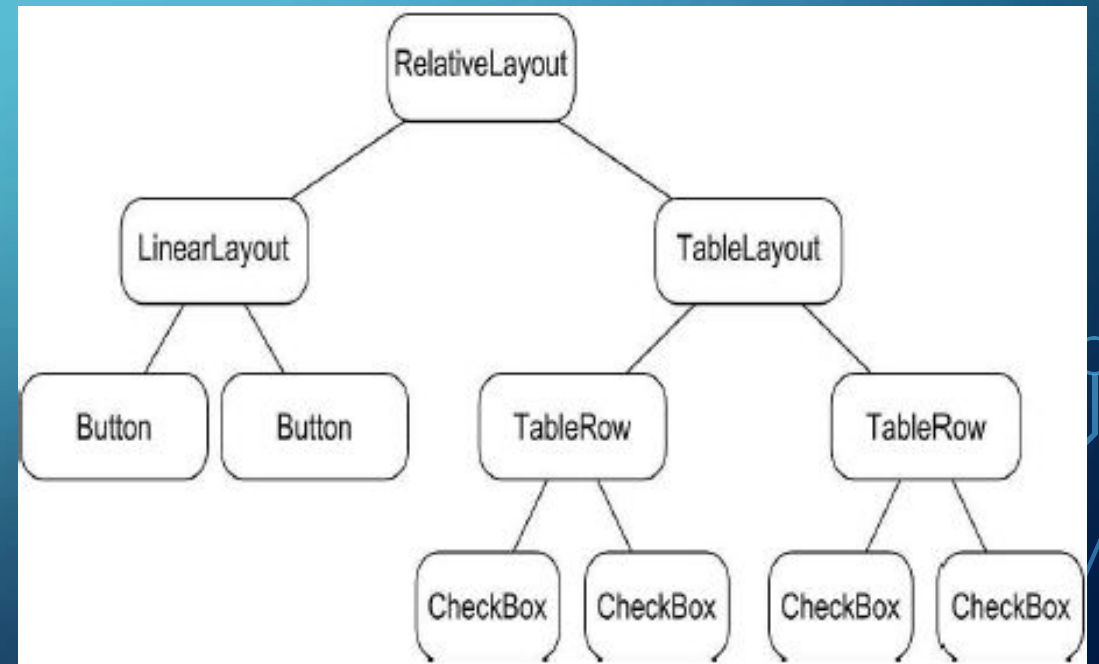 RelativeLayout
LinearLayout TableLayout
Button Button TableRow TableRow
CheckBox CheckBox CheckBox CheckBox